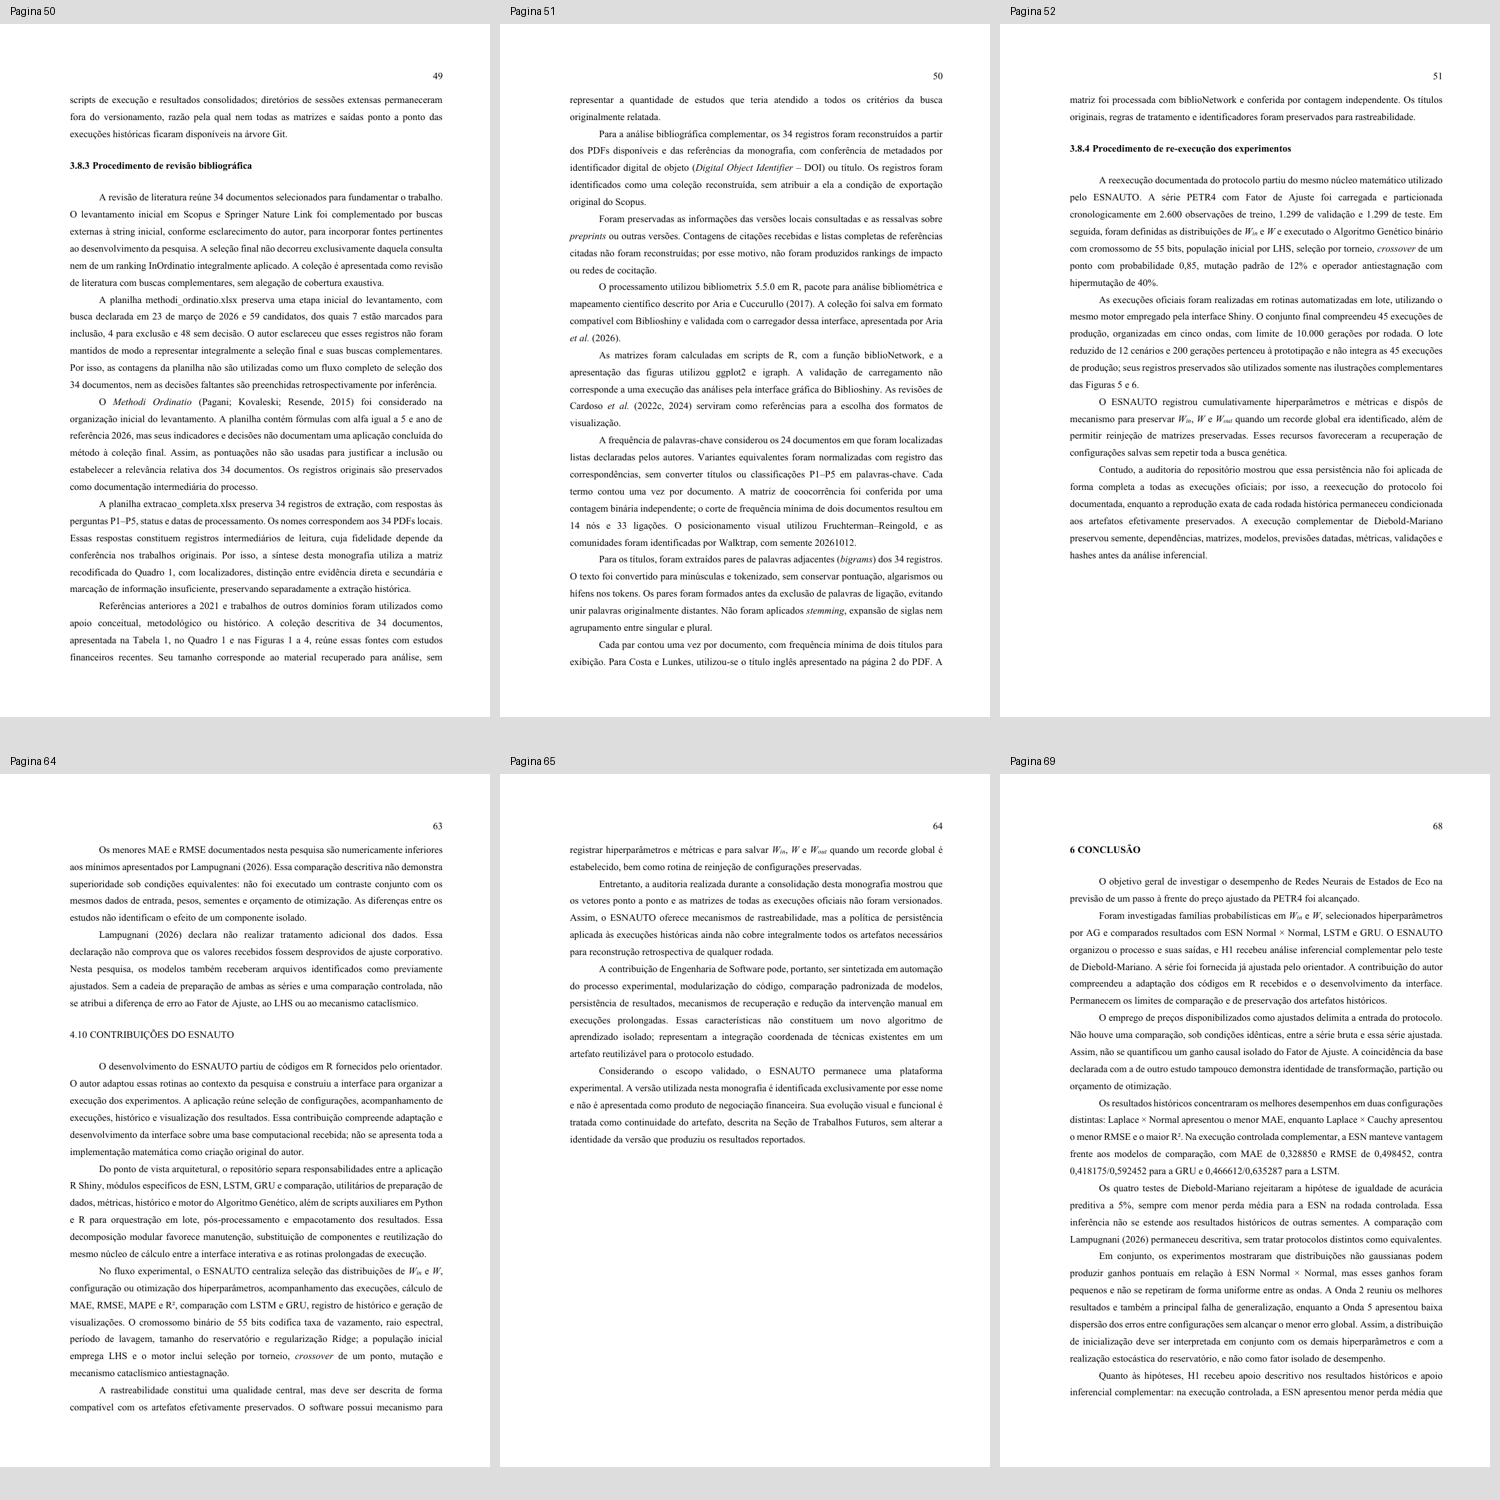 Pagina 50
49
scripts de execução e resultados consolidados; diretórios de sessões extensas permaneceram
fora do versionamento, razão pela qual nem todas as matrizes e saídas ponto a ponto das
execuções históricas ficaram disponíveis na árvore Git.
3.8.3 Procedimento de revisão bibliográfica
A revisão de literatura reúne 34 documentos selecionados para fundamentar o trabalho.
O levantamento inicial em Scopus e Springer Nature Link foi complementado por buscas
externas à string inicial, conforme esclarecimento do autor, para incorporar fontes pertinentes
ao desenvolvimento da pesquisa. A seleção final não decorreu exclusivamente daquela consulta
nem de um ranking InOrdinatio integralmente aplicado. A coleção é apresentada como revisão
de literatura com buscas complementares, sem alegação de cobertura exaustiva.
A planilha methodi_ordinatio.xlsx preserva uma etapa inicial do levantamento, com
busca declarada em 23 de março de 2026 e 59 candidatos, dos quais 7 estão marcados para
inclusão, 4 para exclusão e 48 sem decisão. O autor esclareceu que esses registros não foram
mantidos de modo a representar integralmente a seleção final e suas buscas complementares.
Por isso, as contagens da planilha não são utilizadas como um fluxo completo de seleção dos
34 documentos, nem as decisões faltantes são preenchidas retrospectivamente por inferência.
O Methodi Ordinatio (Pagani; Kovaleski; Resende, 2015) foi considerado na
organização inicial do levantamento. A planilha contém fórmulas com alfa igual a 5 e ano de
referência 2026, mas seus indicadores e decisões não documentam uma aplicação concluída do
método à coleção final. Assim, as pontuações não são usadas para justificar a inclusão ou
estabelecer a relevância relativa dos 34 documentos. Os registros originais são preservados
como documentação intermediária do processo.
A planilha extracao_completa.xlsx preserva 34 registros de extração, com respostas às
perguntas P1–P5, status e datas de processamento. Os nomes correspondem aos 34 PDFs locais.
Essas respostas constituem registros intermediários de leitura, cuja fidelidade depende da
conferência nos trabalhos originais. Por isso, a síntese desta monografia utiliza a matriz
recodificada do Quadro 1, com localizadores, distinção entre evidência direta e secundária e
marcação de informação insuficiente, preservando separadamente a extração histórica.
Referências anteriores a 2021 e trabalhos de outros domínios foram utilizados como
apoio conceitual, metodológico ou histórico. A coleção descritiva de 34 documentos,
apresentada na Tabela 1, no Quadro 1 e nas Figuras 1 a 4, reúne essas fontes com estudos
financeiros recentes. Seu tamanho corresponde ao material recuperado para análise, sem
Pagina 51
50
representar a quantidade de estudos que teria atendido a todos os critérios da busca
originalmente relatada.
Para a análise bibliográfica complementar, os 34 registros foram reconstruídos a partir
dos PDFs disponíveis e das referências da monografia, com conferência de metadados por
identificador digital de objeto (Digital Object Identifier – DOI) ou título. Os registros foram
identificados como uma coleção reconstruída, sem atribuir a ela a condição de exportação
original do Scopus.
Foram preservadas as informações das versões locais consultadas e as ressalvas sobre
preprints ou outras versões. Contagens de citações recebidas e listas completas de referências
citadas não foram reconstruídas; por esse motivo, não foram produzidos rankings de impacto
ou redes de cocitação.
O processamento utilizou bibliometrix 5.5.0 em R, pacote para análise bibliométrica e
mapeamento científico descrito por Aria e Cuccurullo (2017). A coleção foi salva em formato
compatível com Biblioshiny e validada com o carregador dessa interface, apresentada por Aria
et al. (2026).
As matrizes foram calculadas em scripts de R, com a função biblioNetwork, e a
apresentação das figuras utilizou ggplot2 e igraph. A validação de carregamento não
corresponde a uma execução das análises pela interface gráfica do Biblioshiny. As revisões de
Cardoso et al. (2022c, 2024) serviram como referências para a escolha dos formatos de
visualização.
A frequência de palavras-chave considerou os 24 documentos em que foram localizadas
listas declaradas pelos autores. Variantes equivalentes foram normalizadas com registro das
correspondências, sem converter títulos ou classificações P1–P5 em palavras-chave. Cada
termo contou uma vez por documento. A matriz de coocorrência foi conferida por uma
contagem binária independente; o corte de frequência mínima de dois documentos resultou em
14 nós e 33 ligações. O posicionamento visual utilizou Fruchterman–Reingold, e as
comunidades foram identificadas por Walktrap, com semente 20261012.
Para os títulos, foram extraídos pares de palavras adjacentes (bigrams) dos 34 registros.
O texto foi convertido para minúsculas e tokenizado, sem conservar pontuação, algarismos ou
hífens nos tokens. Os pares foram formados antes da exclusão de palavras de ligação, evitando
unir palavras originalmente distantes. Não foram aplicados stemming, expansão de siglas nem
agrupamento entre singular e plural.
Cada par contou uma vez por documento, com frequência mínima de dois títulos para
exibição. Para Costa e Lunkes, utilizou-se o título inglês apresentado na página 2 do PDF. A
Pagina 52
51
matriz foi processada com biblioNetwork e conferida por contagem independente. Os títulos
originais, regras de tratamento e identificadores foram preservados para rastreabilidade.
3.8.4 Procedimento de re-execução dos experimentos
A reexecução documentada do protocolo partiu do mesmo núcleo matemático utilizado
pelo ESNAUTO. A série PETR4 com Fator de Ajuste foi carregada e particionada
cronologicamente em 2.600 observações de treino, 1.299 de validação e 1.299 de teste. Em
seguida, foram definidas as distribuições de Win e W e executado o Algoritmo Genético binário
com cromossomo de 55 bits, população inicial por LHS, seleção por torneio, crossover de um
ponto com probabilidade 0,85, mutação padrão de 12% e operador antiestagnação com
hipermutação de 40%.
As execuções oficiais foram realizadas em rotinas automatizadas em lote, utilizando o
mesmo motor empregado pela interface Shiny. O conjunto final compreendeu 45 execuções de
produção, organizadas em cinco ondas, com limite de 10.000 gerações por rodada. O lote
reduzido de 12 cenários e 200 gerações pertenceu à prototipação e não integra as 45 execuções
de produção; seus registros preservados são utilizados somente nas ilustrações complementares
das Figuras 5 e 6.
O ESNAUTO registrou cumulativamente hiperparâmetros e métricas e dispôs de
mecanismo para preservar Win, W e Wout quando um recorde global era identificado, além de
permitir reinjeção de matrizes preservadas. Esses recursos favoreceram a recuperação de
configurações salvas sem repetir toda a busca genética.
Contudo, a auditoria do repositório mostrou que essa persistência não foi aplicada de
forma completa a todas as execuções oficiais; por isso, a reexecução do protocolo foi
documentada, enquanto a reprodução exata de cada rodada histórica permaneceu condicionada
aos artefatos efetivamente preservados. A execução complementar de Diebold-Mariano
preservou semente, dependências, matrizes, modelos, previsões datadas, métricas, validações e
hashes antes da análise inferencial.
Pagina 64
63
Os menores MAE e RMSE documentados nesta pesquisa são numericamente inferiores
aos mínimos apresentados por Lampugnani (2026). Essa comparação descritiva não demonstra
superioridade sob condições equivalentes: não foi executado um contraste conjunto com os
mesmos dados de entrada, pesos, sementes e orçamento de otimização. As diferenças entre os
estudos não identificam o efeito de um componente isolado.
Lampugnani (2026) declara não realizar tratamento adicional dos dados. Essa
declaração não comprova que os valores recebidos fossem desprovidos de ajuste corporativo.
Nesta pesquisa, os modelos também receberam arquivos identificados como previamente
ajustados. Sem a cadeia de preparação de ambas as séries e uma comparação controlada, não
se atribui a diferença de erro ao Fator de Ajuste, ao LHS ou ao mecanismo cataclísmico.
4.10 CONTRIBUIÇÕES DO ESNAUTO
O desenvolvimento do ESNAUTO partiu de códigos em R fornecidos pelo orientador.
O autor adaptou essas rotinas ao contexto da pesquisa e construiu a interface para organizar a
execução dos experimentos. A aplicação reúne seleção de configurações, acompanhamento de
execuções, histórico e visualização dos resultados. Essa contribuição compreende adaptação e
desenvolvimento da interface sobre uma base computacional recebida; não se apresenta toda a
implementação matemática como criação original do autor.
Do ponto de vista arquitetural, o repositório separa responsabilidades entre a aplicação
R Shiny, módulos específicos de ESN, LSTM, GRU e comparação, utilitários de preparação de
dados, métricas, histórico e motor do Algoritmo Genético, além de scripts auxiliares em Python
e R para orquestração em lote, pós-processamento e empacotamento dos resultados. Essa
decomposição modular favorece manutenção, substituição de componentes e reutilização do
mesmo núcleo de cálculo entre a interface interativa e as rotinas prolongadas de execução.
No fluxo experimental, o ESNAUTO centraliza seleção das distribuições de Win e W,
configuração ou otimização dos hiperparâmetros, acompanhamento das execuções, cálculo de
MAE, RMSE, MAPE e R², comparação com LSTM e GRU, registro de histórico e geração de
visualizações. O cromossomo binário de 55 bits codifica taxa de vazamento, raio espectral,
período de lavagem, tamanho do reservatório e regularização Ridge; a população inicial
emprega LHS e o motor inclui seleção por torneio, crossover de um ponto, mutação e
mecanismo cataclísmico antiestagnação.
A rastreabilidade constitui uma qualidade central, mas deve ser descrita de forma
compatível com os artefatos efetivamente preservados. O software possui mecanismo para
Pagina 65
64
registrar hiperparâmetros e métricas e para salvar Win, W e Wout quando um recorde global é
estabelecido, bem como rotina de reinjeção de configurações preservadas.
Entretanto, a auditoria realizada durante a consolidação desta monografia mostrou que
os vetores ponto a ponto e as matrizes de todas as execuções oficiais não foram versionados.
Assim, o ESNAUTO oferece mecanismos de rastreabilidade, mas a política de persistência
aplicada às execuções históricas ainda não cobre integralmente todos os artefatos necessários
para reconstrução retrospectiva de qualquer rodada.
A contribuição de Engenharia de Software pode, portanto, ser sintetizada em automação
do processo experimental, modularização do código, comparação padronizada de modelos,
persistência de resultados, mecanismos de recuperação e redução da intervenção manual em
execuções prolongadas. Essas características não constituem um novo algoritmo de
aprendizado isolado; representam a integração coordenada de técnicas existentes em um
artefato reutilizável para o protocolo estudado.
Considerando o escopo validado, o ESNAUTO permanece uma plataforma
experimental. A versão utilizada nesta monografia é identificada exclusivamente por esse nome
e não é apresentada como produto de negociação financeira. Sua evolução visual e funcional é
tratada como continuidade do artefato, descrita na Seção de Trabalhos Futuros, sem alterar a
identidade da versão que produziu os resultados reportados.
Pagina 69
68
6 CONCLUSÃO
O objetivo geral de investigar o desempenho de Redes Neurais de Estados de Eco na
previsão de um passo à frente do preço ajustado da PETR4 foi alcançado.
Foram investigadas famílias probabilísticas em Win e W, selecionados hiperparâmetros
por AG e comparados resultados com ESN Normal × Normal, LSTM e GRU. O ESNAUTO
organizou o processo e suas saídas, e H1 recebeu análise inferencial complementar pelo teste
de Diebold-Mariano. A série foi fornecida já ajustada pelo orientador. A contribuição do autor
compreendeu a adaptação dos códigos em R recebidos e o desenvolvimento da interface.
Permanecem os limites de comparação e de preservação dos artefatos históricos.
O emprego de preços disponibilizados como ajustados delimita a entrada do protocolo.
Não houve uma comparação, sob condições idênticas, entre a série bruta e essa série ajustada.
Assim, não se quantificou um ganho causal isolado do Fator de Ajuste. A coincidência da base
declarada com a de outro estudo tampouco demonstra identidade de transformação, partição ou
orçamento de otimização.
Os resultados históricos concentraram os melhores desempenhos em duas configurações
distintas: Laplace × Normal apresentou o menor MAE, enquanto Laplace × Cauchy apresentou
o menor RMSE e o maior R². Na execução controlada complementar, a ESN manteve vantagem
frente aos modelos de comparação, com MAE de 0,328850 e RMSE de 0,498452, contra
0,418175/0,592452 para a GRU e 0,466612/0,635287 para a LSTM.
Os quatro testes de Diebold-Mariano rejeitaram a hipótese de igualdade de acurácia
preditiva a 5%, sempre com menor perda média para a ESN na rodada controlada. Essa
inferência não se estende aos resultados históricos de outras sementes. A comparação com
Lampugnani (2026) permaneceu descritiva, sem tratar protocolos distintos como equivalentes.
Em conjunto, os experimentos mostraram que distribuições não gaussianas podem
produzir ganhos pontuais em relação à ESN Normal × Normal, mas esses ganhos foram
pequenos e não se repetiram de forma uniforme entre as ondas. A Onda 2 reuniu os melhores
resultados e também a principal falha de generalização, enquanto a Onda 5 apresentou baixa
dispersão dos erros entre configurações sem alcançar o menor erro global. Assim, a distribuição
de inicialização deve ser interpretada em conjunto com os demais hiperparâmetros e com a
realização estocástica do reservatório, e não como fator isolado de desempenho.
Quanto às hipóteses, H1 recebeu apoio descritivo nos resultados históricos e apoio
inferencial complementar: na execução controlada, a ESN apresentou menor perda média que